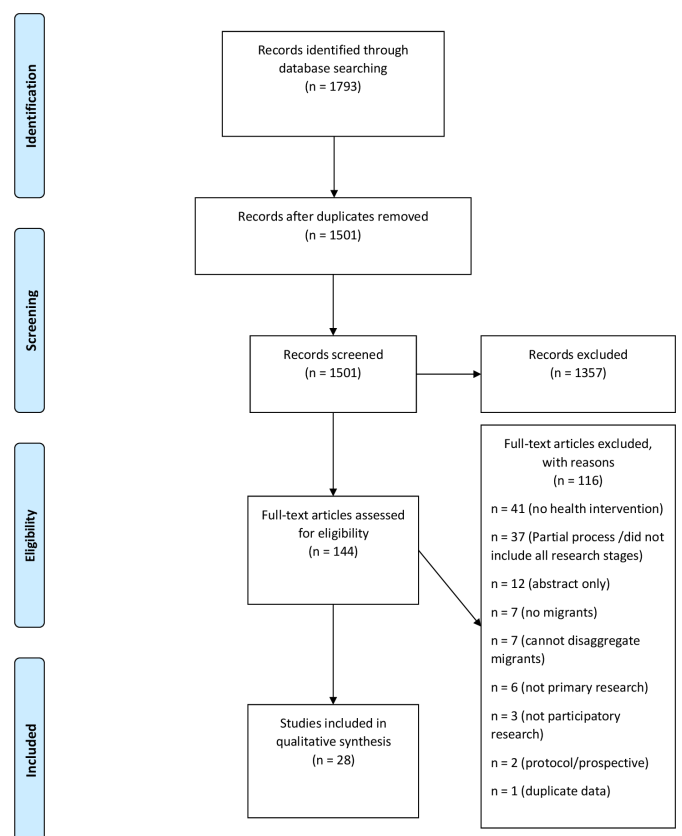 Identification
Records identified through
database searching
(n = 1793)
Records after duplicates removed
(n = 1501)
Screening
Records screened
(n = 1501)
Records excluded
(n = 1357)
Eligibility
Full-text articles assessed
for eligibility
(n = 144)
Full-text articles excluded,
with reasons
(n = 116)
n = 41 (no health intervention)
n = 37 (Partial process /did not
include all research stages)
n = 12 (abstract only)
n = 7 (no migrants)
n = 7 (cannot disaggregate
migrants)
n = 6 (not primary research)
n = 3 (not participatory
research)
n = 2 (protocol/prospective)
n = 1 (duplicate data)
Included
Studies included in
qualitative synthesis
(n = 28)